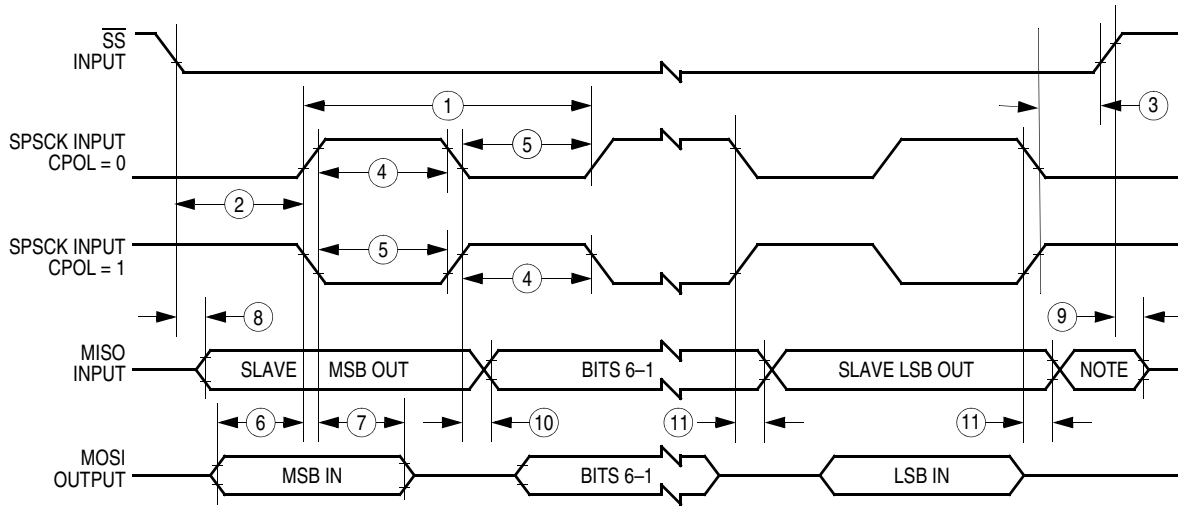 SS
INPUT
1
3
SPSCK INPUT
CPOL = 0
5
4
2
SPSCK INPUT
CPOL = 1
5
4
8
9
MISO
INPUT
SLAVE MSB OUT
BITS 6–1
SLAVE LSB OUT
NOTE
6
7
10
11
11
MOSI
OUTPUT
MSB IN
BITS 6–1
LSB IN